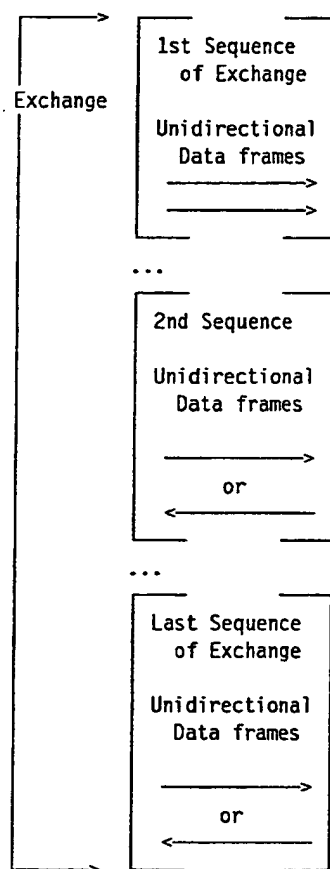 1st Sequence
of Exchange
Exchange
Unidirectional
Data frames
...
2nd Sequence
Unidirectional
Data frames
or
...
Last Sequence
of Exchange
Unidirectional
Data frames
or